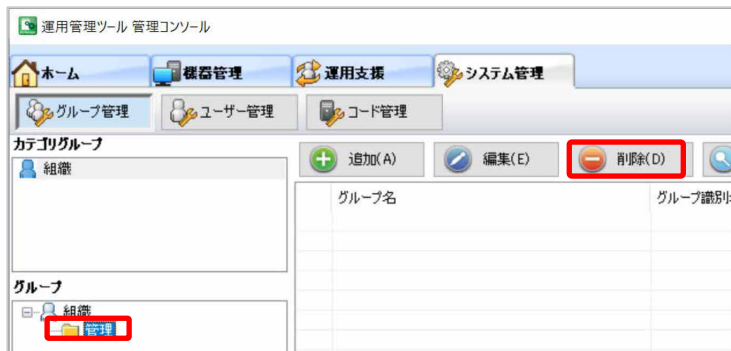 運用管理ツール 管理コンソール
ホーム 機器管理 運用支援 システム管理
グループ管理 ユーザー管理 コード管理
カテゴリグループ
組織
追加(A) 編集(E) 削除(D)
グループ名 グループ識別
グループ
組織
管理